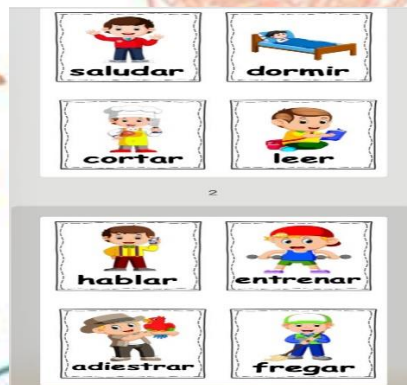 saludar
dormir
cortar
leer
2
hablar
entrenar
adiestrar
fregar